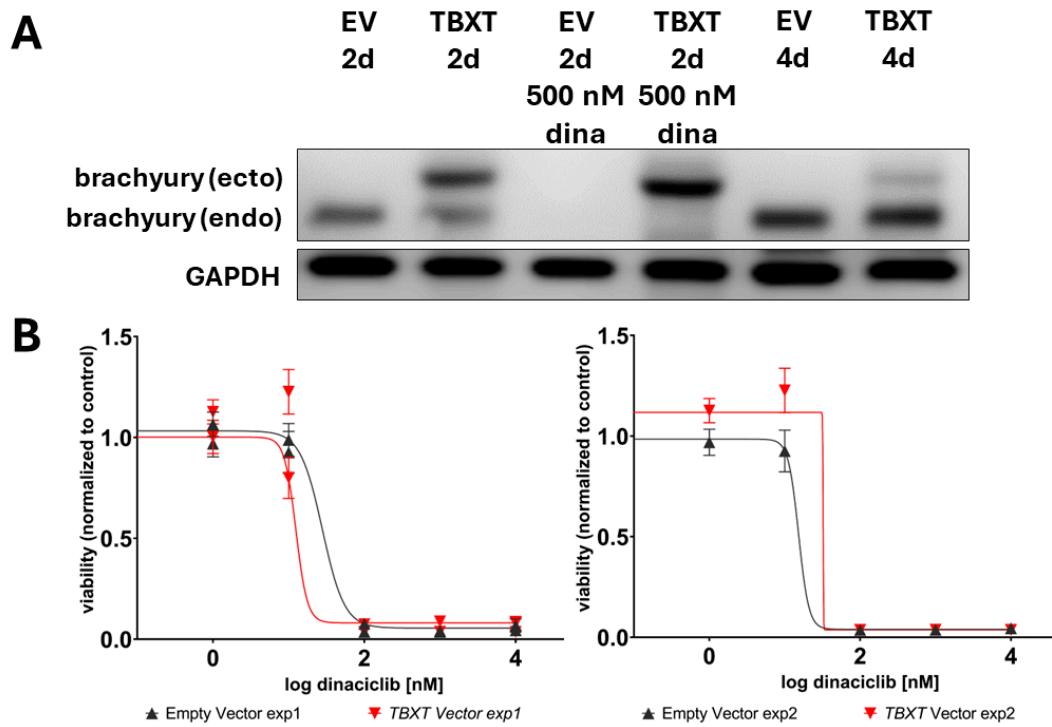 A
EV TBXT EV TBXT EV TBXT
2d 2d 2d 2d 4d 4d
500 nM 500 nM
dina dina
brachyury (ecto)
brachyury (endo)
GAPDH
B
viability (normalized to control)
1.5
1.0
0.5
0.0
0 2 4
log dinaciclib [nM]
Empty Vector exp1 TBXT Vector exp1
viability (normalized to control)
1.5
1.0
0.5
0.0
0 2 4
log dinaciclib [nM]
Empty Vector exp2 TBXT Vector exp2